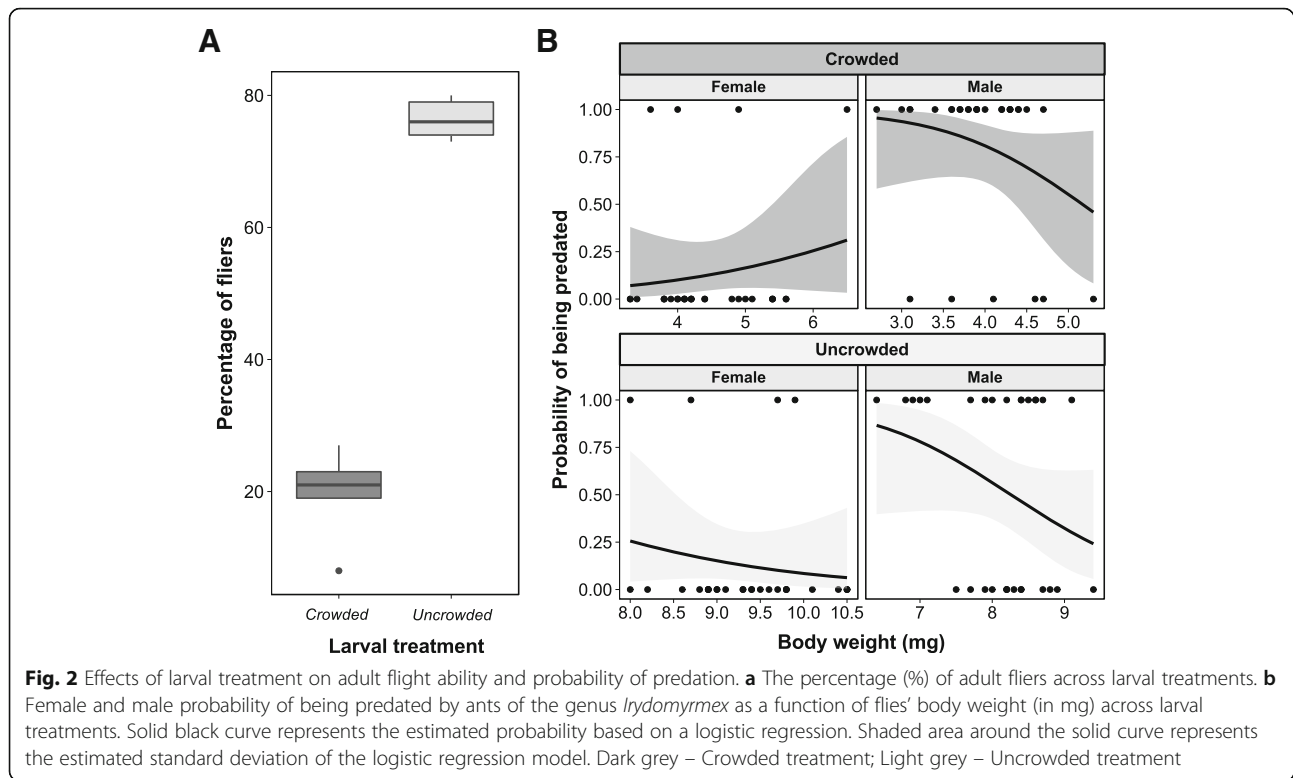 A
Percentage of fliers
80
60
40
20
Crowded Uncrowded
Larval treatment
B
Probability of being predated
Crowded
Female Male
1.00
0.75
0.50
0.25
0.00
4 5 6 3.0 3.5 4.0 4.5 5.0
Uncrowded
Female Male
1.00
0.75
0.50
0.25
0.00
8.0 8.5 9.0 9.5 10.0 10.5 7 8 9
Body weight (mg)
Fig. 2 Effects of larval treatment on adult flight ability and probability of predation. a The percentage (%) of adult fliers across larval treatments. b
Female and male probability of being predated by ants of the genus Irydomyrmex as a function of flies' body weight (in mg) across larval
treatments. Solid black curve represents the estimated probability based on a logistic regression. Shaded area around the solid curve represents
the estimated standard deviation of the logistic regression model. Dark grey – Crowded treatment; Light grey – Uncrowded treatment